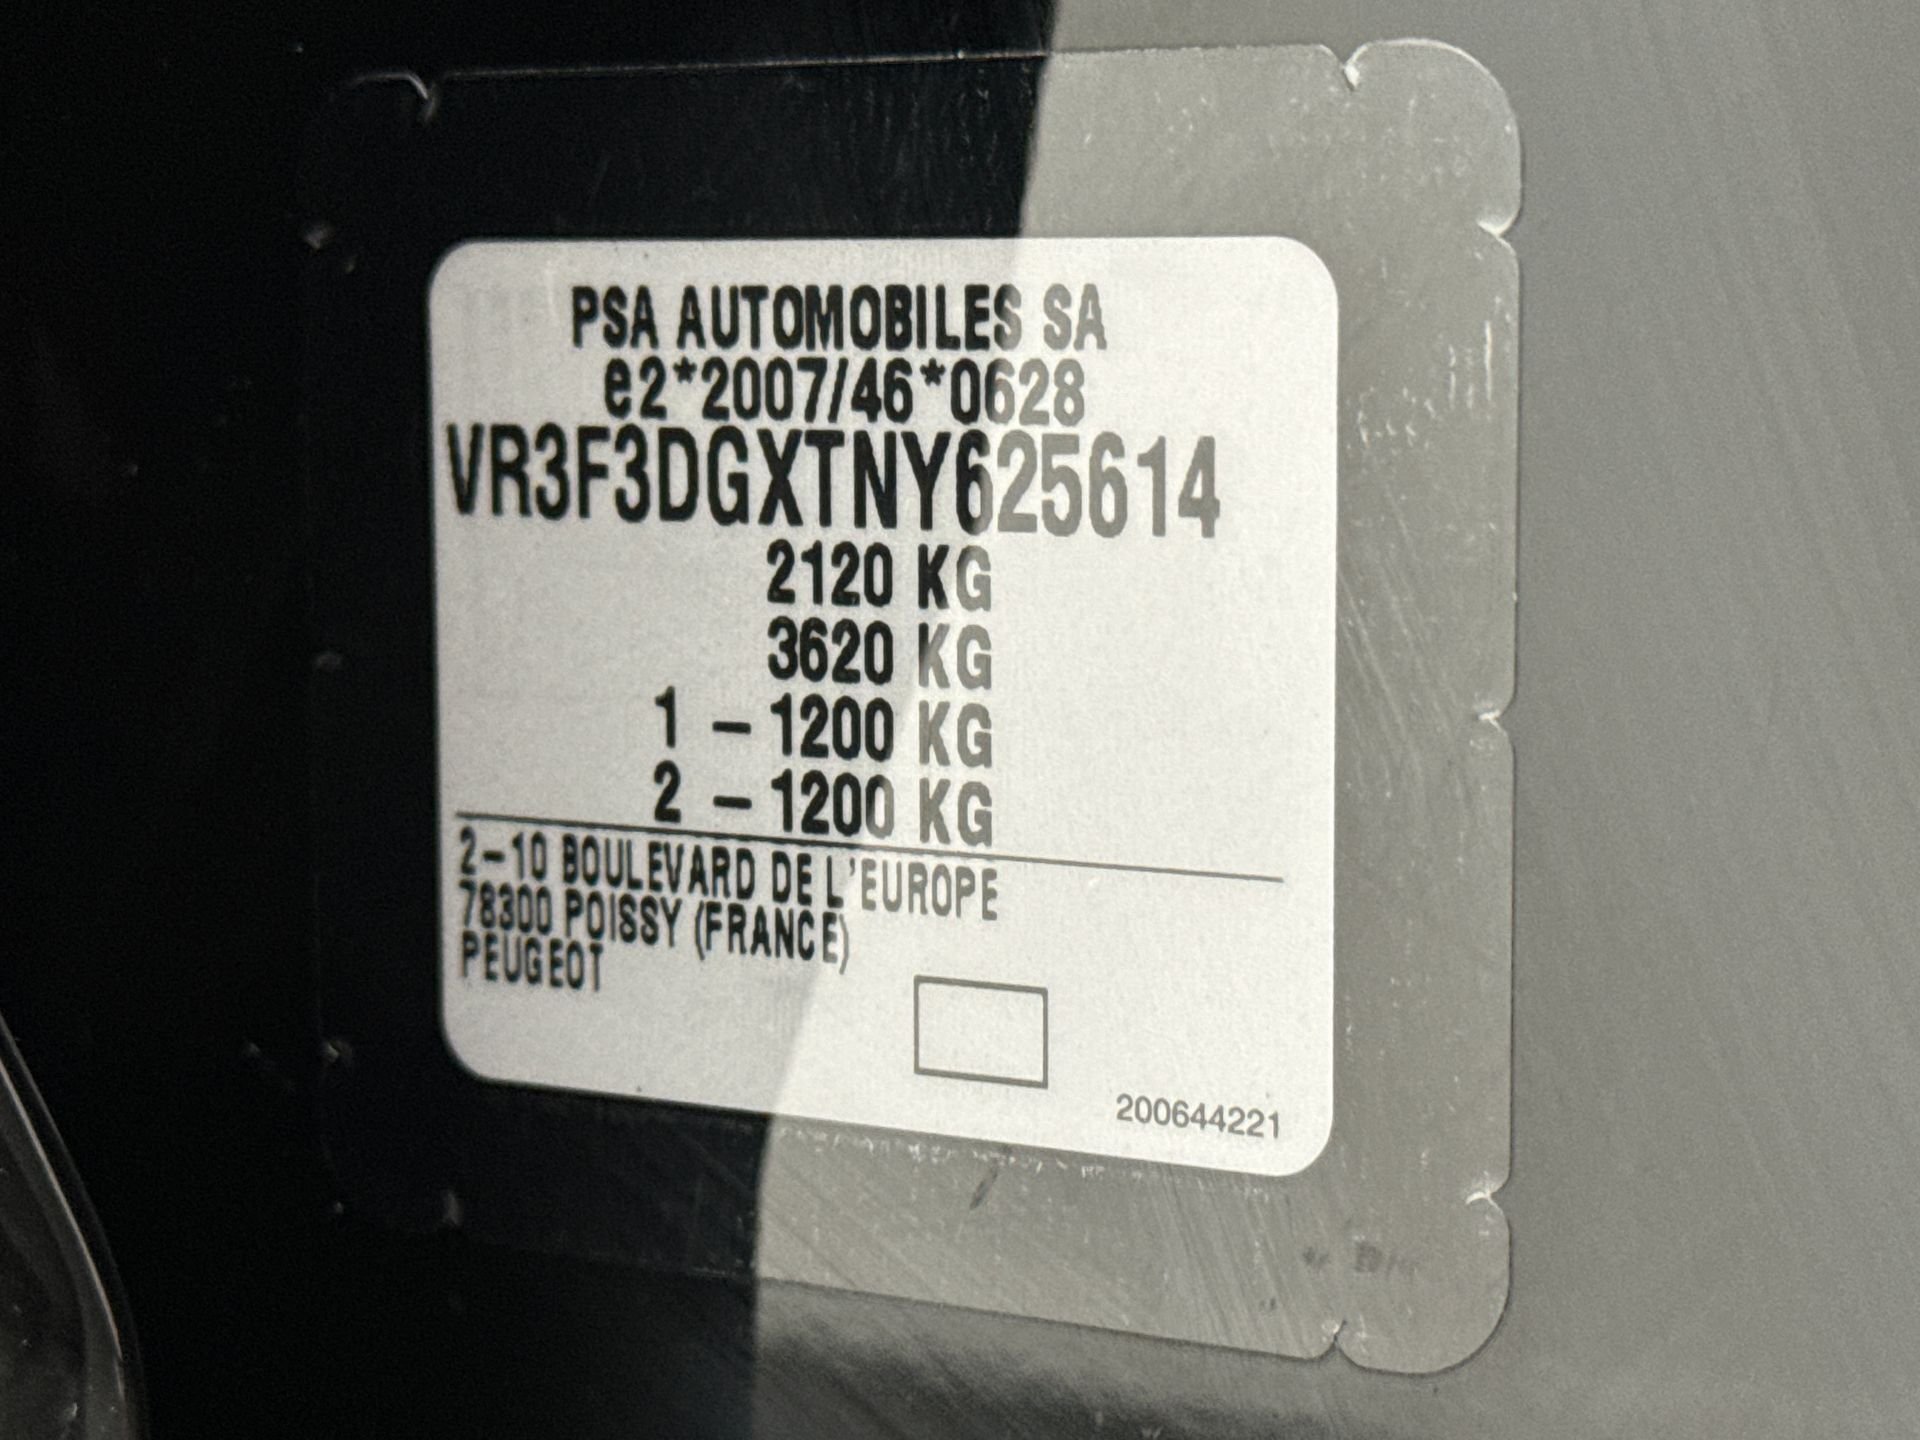 PSA AUTOMOBILES SA
e2*2007/46*0628
VR3F3DGXTNY625614
2120 KG
3620 KG
1 - 1200 KG
2 - 1200 KG
2-10 BOULEVARD DE L'EUROPE
78300 POISSY (FRANCE)
PEUGEOT
200644221